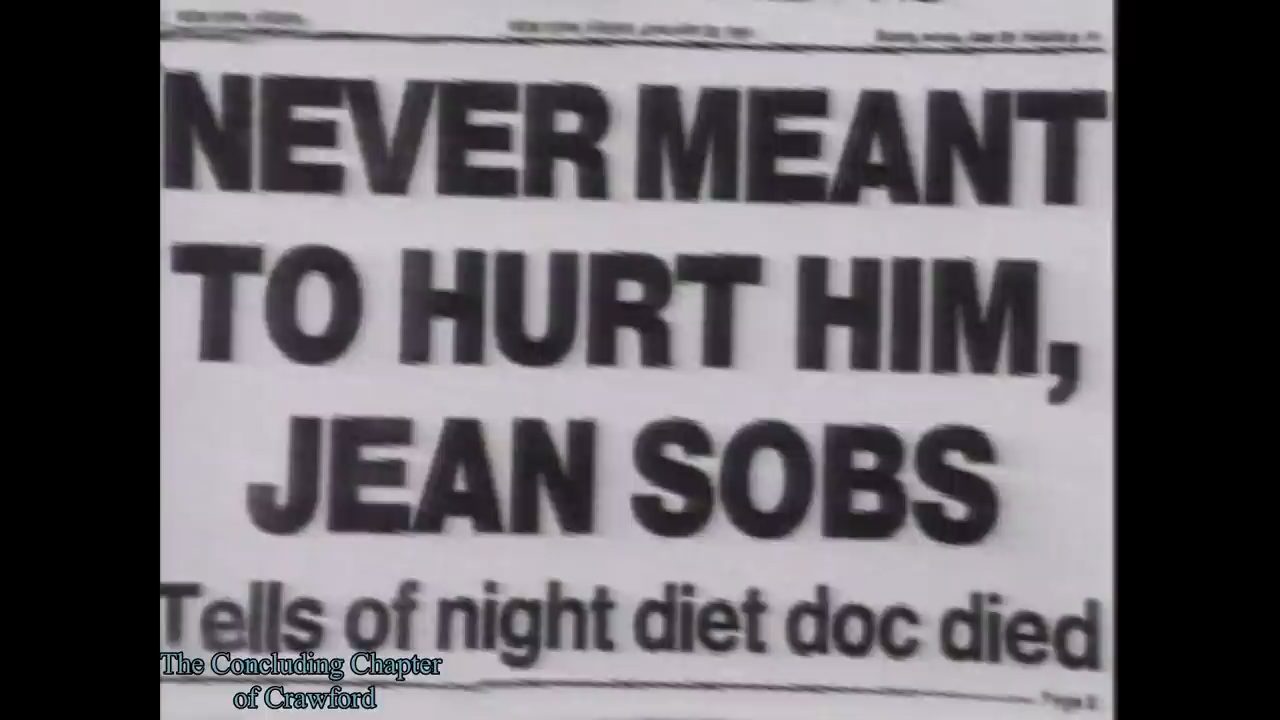 NEVER MEANT
TO HURT HIM,
JEAN SOBS
Tells of night diet doc died
The Concluding Chapter
of Crawford